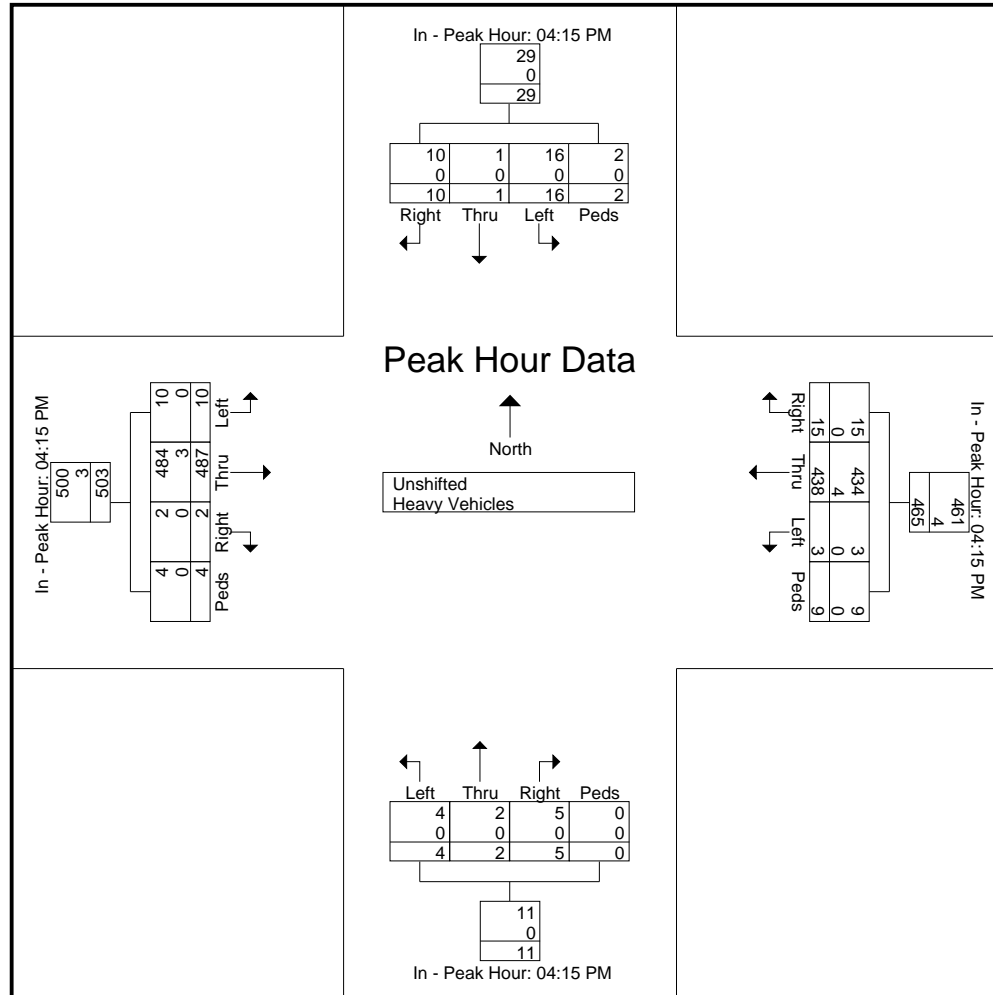 In - Peak Hour: 04:15 PM
29
0
29
10 1 16 2
0 0 0 0
10 1 16 2
Right Thru Left Peds
Peak Hour Data
North
Unshifted
Heavy Vehicles
In - Peak Hour: 04:15 PM
500
3
503
10 484 2 4
0 3 0 0
10 487 2 4
Left Thru Right Peds
In - Peak Hour: 04:15 PM
461
4
465
15 434 3 9
0 4 0 0
15 438 3 9
Right Thru Left Peds
Left Thru Right Peds
4 2 5 0
0 0 0 0
4 2 5 0
11
0
11
In - Peak Hour: 04:15 PM